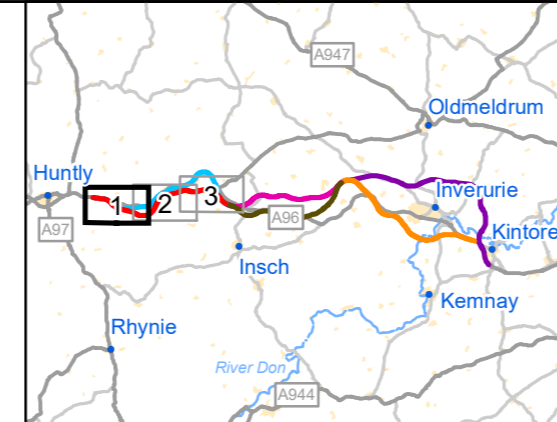 A947
Oldmeldrum
Huntly
1
2
3
Inverurie
A97
A96
Kintore
Insch
Kemnay
Rhynie
River Don
A944